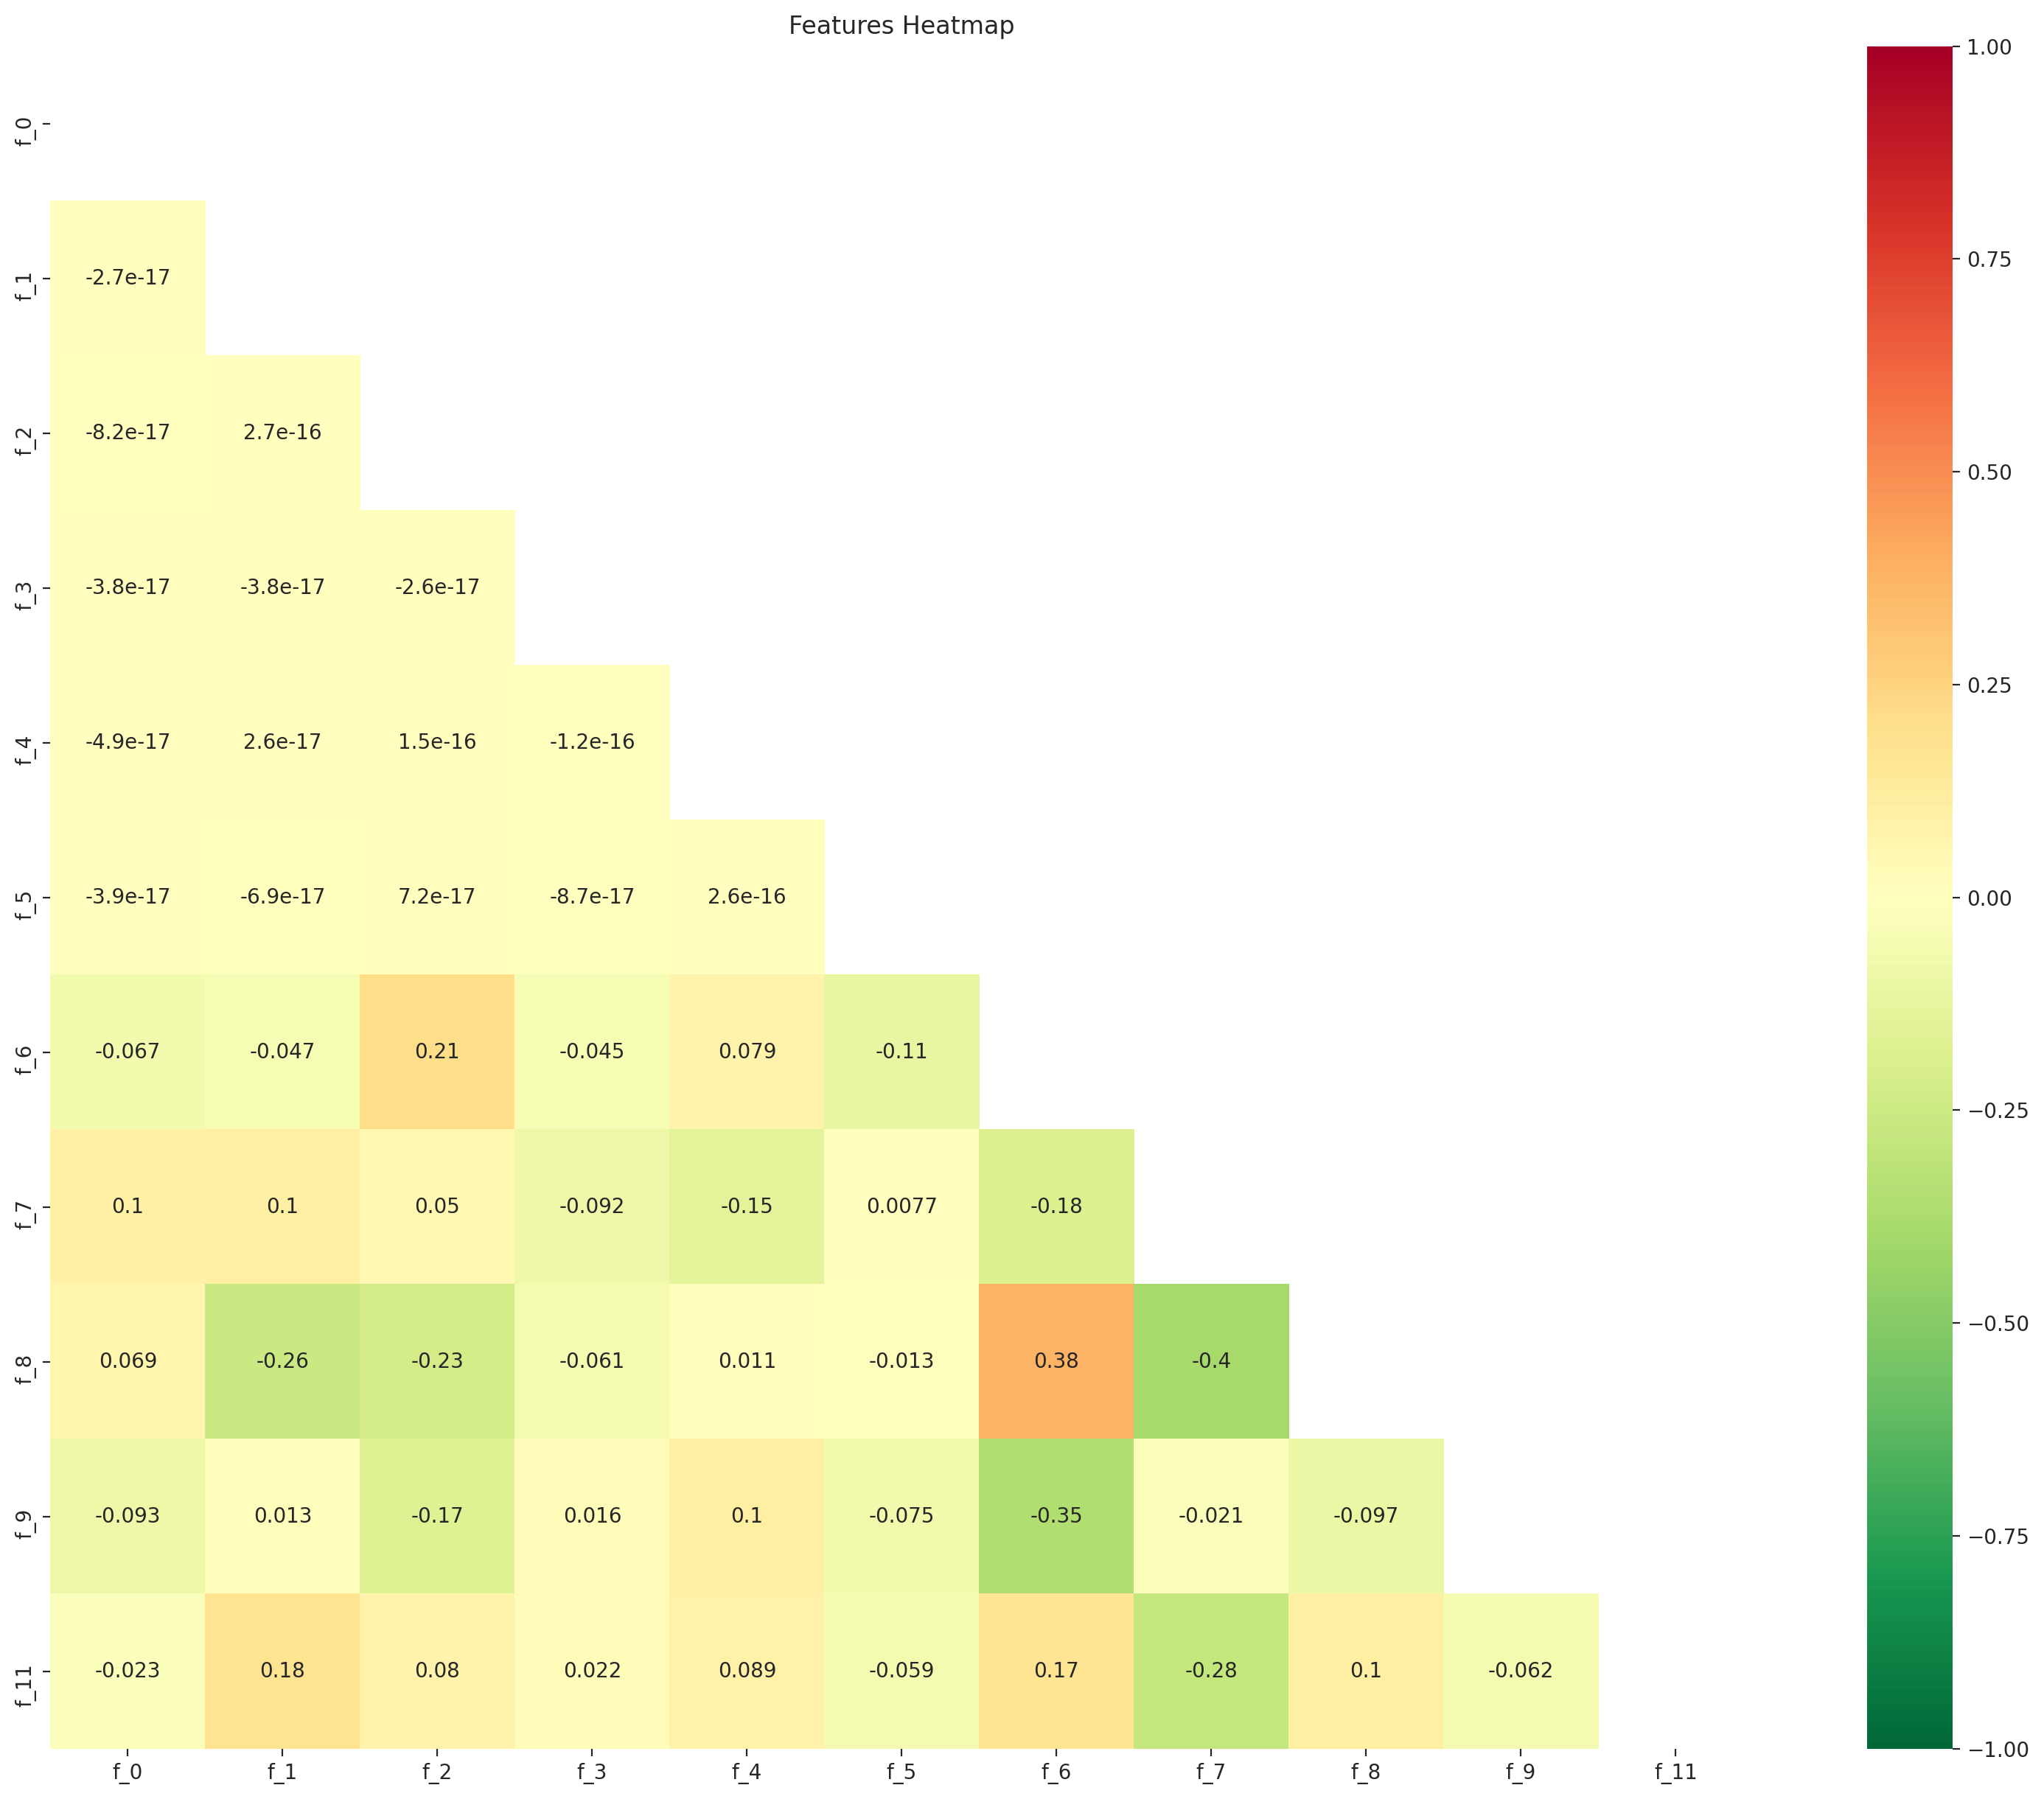 Features Heatmap
f_0
f_1 -2.7e-17
f_2 -8.2e-17 2.7e-16
f_3 -3.8e-17 -3.8e-17 -2.6e-17
f_4 -4.9e-17 2.6e-17 1.5e-16 -1.2e-16
f_5 -3.9e-17 -6.9e-17 7.2e-17 -8.7e-17 2.6e-16
f_6 -0.067 -0.047 0.21 -0.045 0.079 -0.11
f_7 0.1 0.1 0.05 -0.092 -0.15 0.0077 -0.18
f_8 0.069 -0.26 -0.23 -0.061 0.011 -0.013 0.38 -0.4
f_9 -0.093 0.013 -0.17 0.016 0.1 -0.075 -0.35 -0.021 -0.097
f_11 -0.023 0.18 0.08 0.022 0.089 -0.059 0.17 -0.28 0.1 -0.062
f_0 f_1 f_2 f_3 f_4 f_5 f_6 f_7 f_8 f_9 f_11
1.00
0.75
0.50
0.25
0.00
−0.25
−0.50
−0.75
−1.00